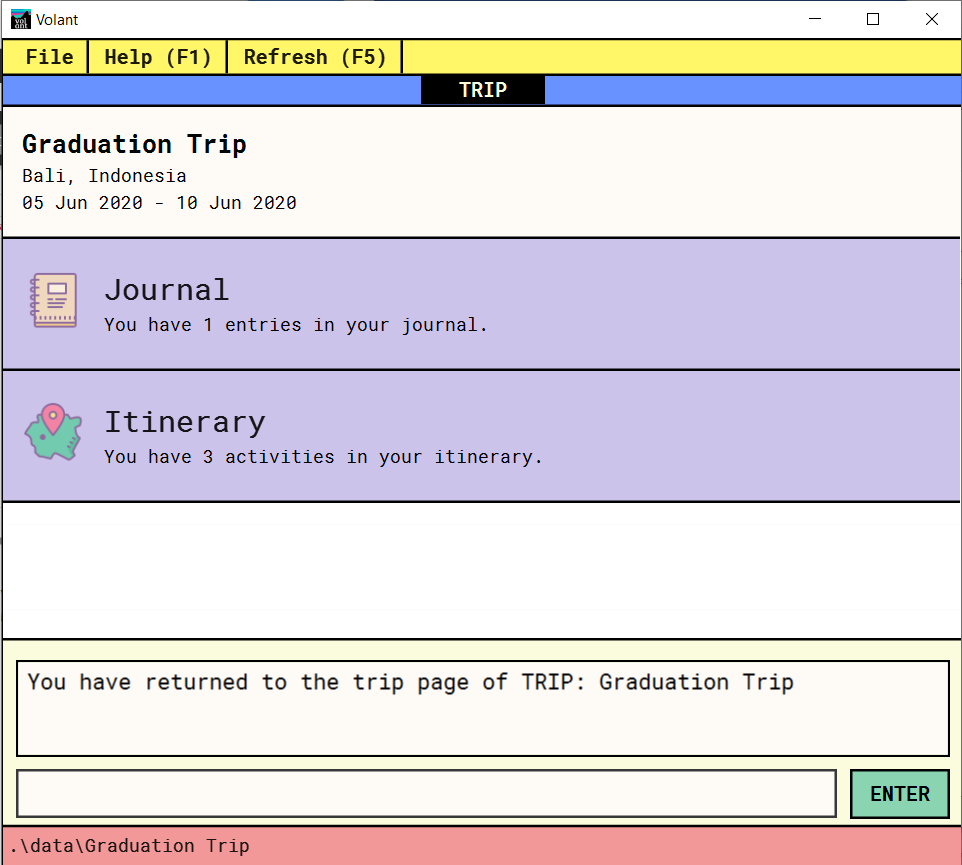 Volant
File Help (F1) Refresh (F5)
TRIP
Graduation Trip
Bali, Indonesia
05 Jun 2020 - 10 Jun 2020
Journal
You have 1 entries in your journal.
Itinerary
You have 3 activities in your itinerary.
You have returned to the trip page of TRIP: Graduation Trip
ENTER
.\data\Graduation Trip